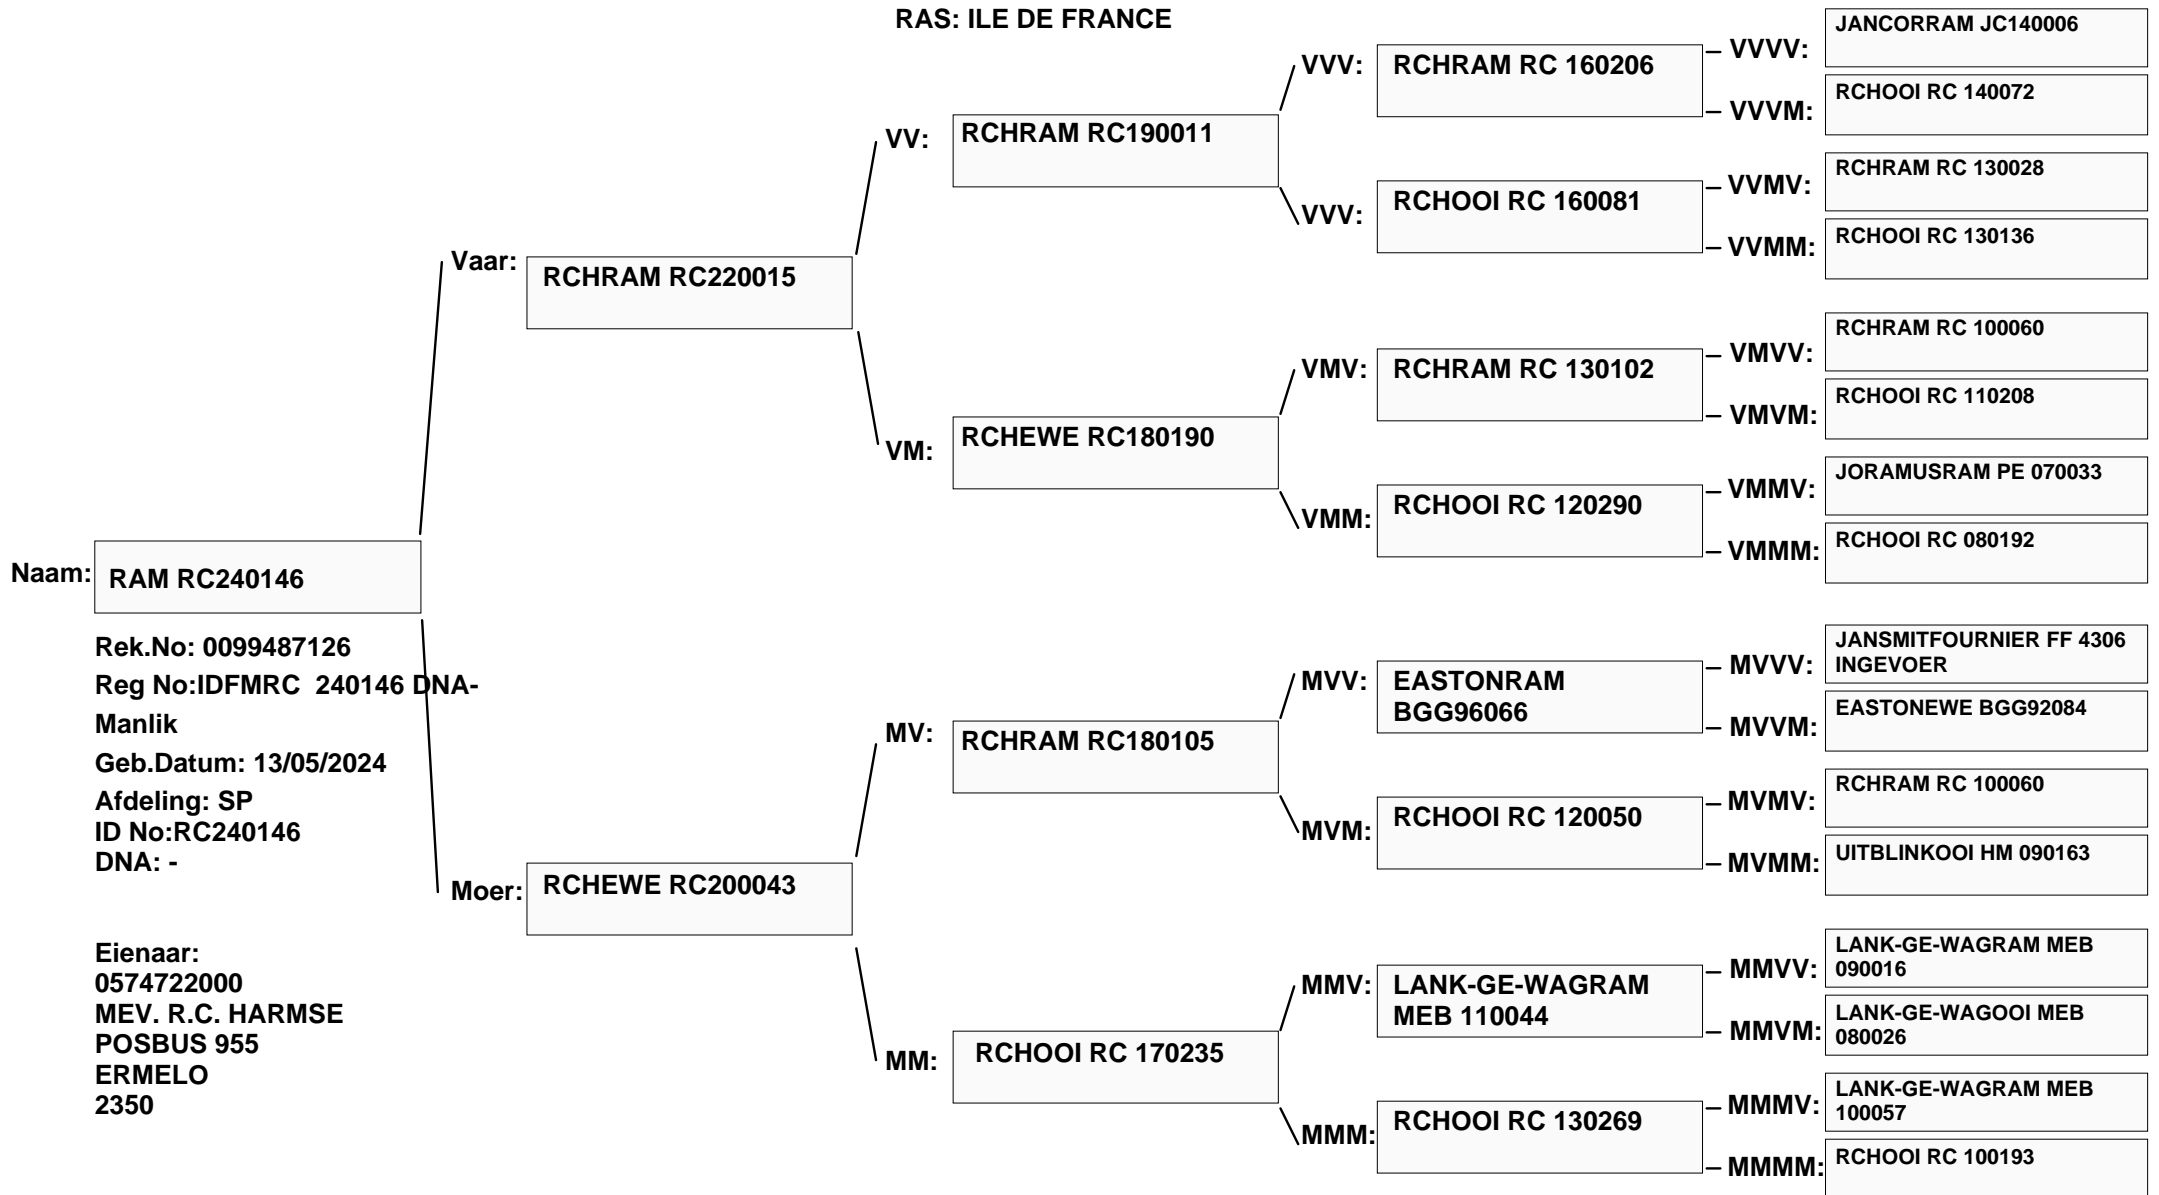 RAS: ILE DE FRANCE
Naam:
RAM RC240146
Rek.No: 0099487126
Reg No:IDFMRC  240146 DNA-
Manlik
Geb.Datum: 13/05/2024
Afdeling: SP
ID No:RC240146
DNA: -
Eienaar:
0574722000
MEV. R.C. HARMSE
POSBUS 955
ERMELO
2350
Vaar:
RCHRAM RC220015
Moer:
RCHEWE RC200043
VV:
RCHRAM RC190011
VM:
RCHEWE RC180190
MV:
RCHRAM RC180105
MM:
RCHOOI RC 170235
VVV:
RCHRAM RC 160206
VVV:
RCHOOI RC 160081
VMV:
RCHRAM RC 130102
VMM:
RCHOOI RC 120290
MVV:
EASTONRAM
BGG96066
MVM:
RCHOOI RC 120050
MMV:
LANK-GE-WAGRAM
MEB 110044
MMM:
RCHOOI RC 130269
VVVV:
JANCORRAM JC140006
VVVM:
RCHOOI RC 140072
VVMV:
RCHRAM RC 130028
VVMM:
RCHOOI RC 130136
VMVV:
RCHRAM RC 100060
VMVM:
RCHOOI RC 110208
VMMV:
JORAMUSRAM PE 070033
VMMM:
RCHOOI RC 080192
MVVV:
JANSMITFOURNIER FF 4306
INGEVOER
MVVM:
EASTONEWE BGG92084
MVMV:
RCHRAM RC 100060
MVMM:
UITBLINKOOI HM 090163
MMVV:
LANK-GE-WAGRAM MEB
090016
MMVM:
LANK-GE-WAGOOI MEB
080026
MMMV:
LANK-GE-WAGRAM MEB
100057
MMMM:
RCHOOI RC 100193